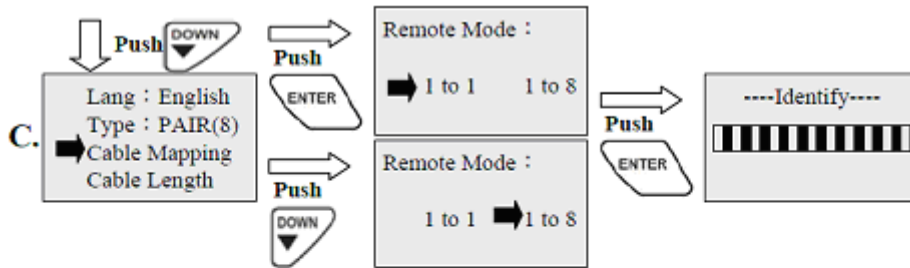 Push DOWN
C.
Lang : English
Type : PAIR(8)
Cable Mapping
Cable Length
Push
ENTER
Push
DOWN
Remote Mode :
1 to 1 1 to 8
Remote Mode :
1 to 1 1 to 8
Push
ENTER
----Identify----